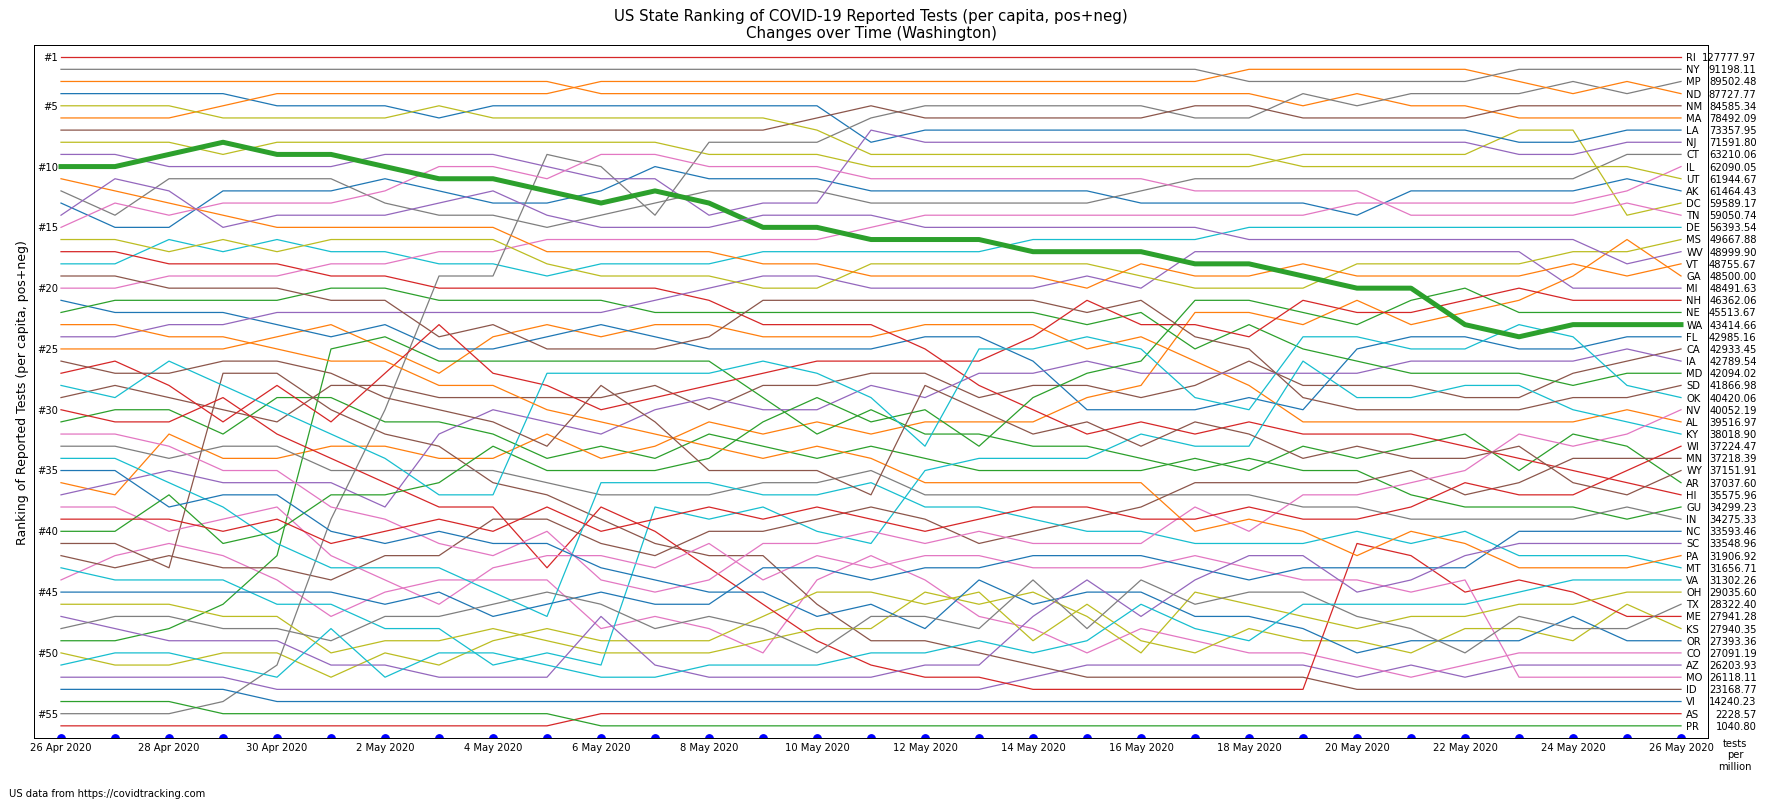 US State Ranking of COVID-19 Reported Tests (per capita, pos+neg)
Changes over Time (Washington)
Ranking of Reported Tests (per capita, pos+neg)
#1
#5
#10
#15
#20
#25
#30
#35
#40
#45
#50
#55
RI 127777.97
NY 91198.11
MP 89502.48
ND 87727.77
NM 84585.34
MA 78492.09
LA 73357.95
NJ 71591.80
CT 63210.06
IL 62090.05
UT 61944.67
AK 61464.43
DC 59589.17
TN 59050.74
DE 56393.54
MS 49667.88
WV 48999.90
VT 48755.67
GA 48500.00
MI 48491.63
NH 46362.06
NE 45513.67
WA 43414.66
FL 42985.16
CA 42933.45
IA 42789.54
MD 42094.02
SD 41866.98
OK 40420.06
NV 40052.19
AL 39516.97
KY 38018.90
WI 37224.47
MN 37218.39
WY 37151.91
AR 37037.60
HI 35575.96
GU 34299.23
IN 34275.33
NC 33593.46
SC 33548.96
PA 31906.92
MT 31656.71
VA 31302.26
OH 29035.60
TX 28322.40
ME 27941.28
KS 27940.35
OR 27393.36
CO 27091.19
AZ 26203.93
MO 26118.11
ID 23168.77
VI 14240.23
AS 2228.57
PR 1040.80
26 Apr 2020 28 Apr 2020 30 Apr 2020 2 May 2020 4 May 2020 6 May 2020 8 May 2020 10 May 2020 12 May 2020 14 May 2020 16 May 2020 18 May 2020 20 May 2020 22 May 2020 24 May 2020 26 May 2020
tests
per
million
US data from https://covidtracking.com